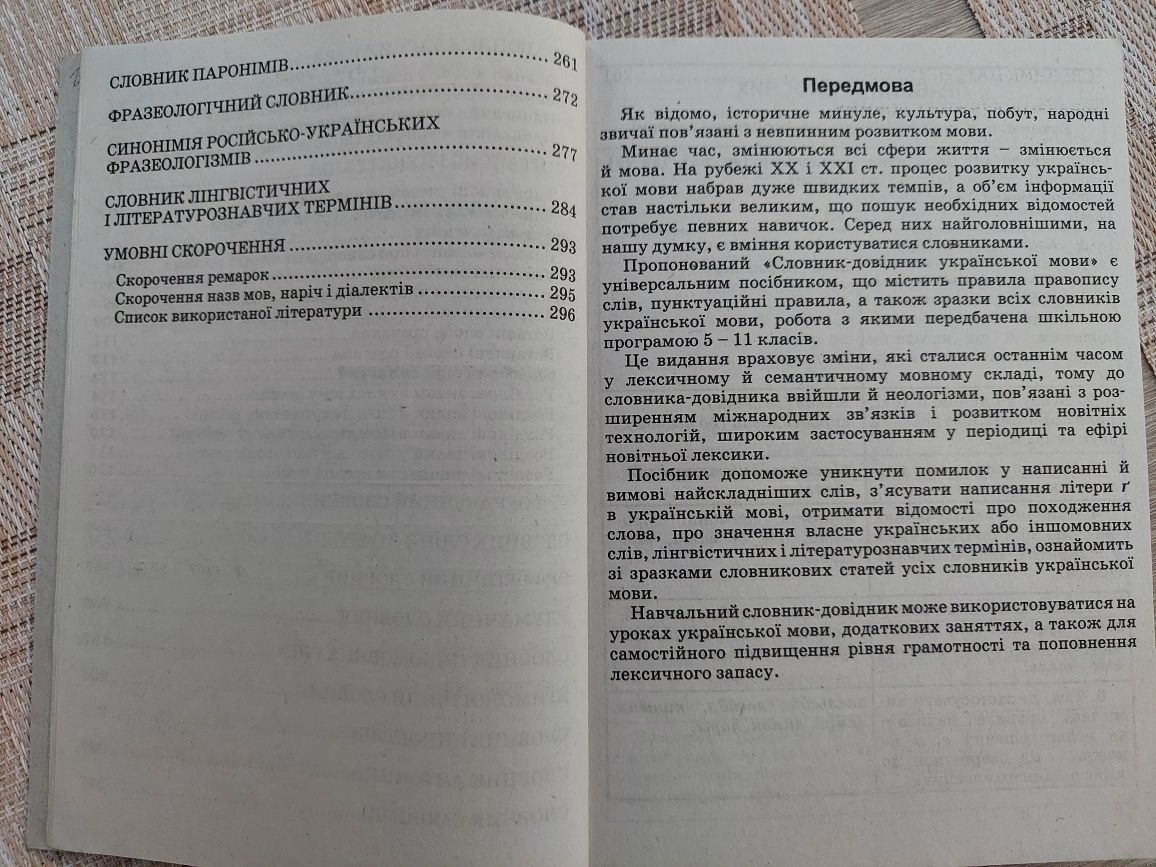 СЛОВНИК ПАРОНІМІВ ........ 261
ФРАЗЕОЛОГІЧНИЙ СЛОВНИК ........ 272
СИНОНІМІЯ РОСІЙСЬКО-УКРАЇНСЬКИХ
ФРАЗЕОЛОГІЗМІВ ........ 277
СЛОВНИК ЛІНГВІСТИЧНИХ
І ЛІТЕРАТУРОЗНАВЧИХ ТЕРМІНІВ ........ 284
УМОВНІ СКОРОЧЕННЯ ........ 293
Скорочення ремарок ........ 293
Скорочення назв мов, наріч і діалектів ........ 295
Список використаної літератури ........ 296
Передмова
Як відомо, історичне минуле, культура, побут, народні
звичаї пов’язані з невпинним розвитком мови.
Минає час, змінюються всі сфери життя – змінюється
й мова. На рубежі ХХ і ХХІ ст. процес розвитку українсь-
кої мови набрав дуже швидких темпів, а об’єм інформації
став настільки великим, що пошук необхідних відомостей
потребує певних навичок. Серед них найголовнішими, на
нашу думку, є вміння користуватися словниками.
Пропонований «Словник-довідник української мови» є
універсальним посібником, що містить правила правопису
слів, пунктуаційні правила, а також зразки всіх словників
української мови, робота з якими передбачена шкільною
програмою 5 – 11 класів.
Це видання враховує зміни, які сталися останнім часом
у лексичному й семантичному мовному складі, тому до
словника-довідника ввійшли й неологізми, пов’язані з роз-
ширенням міжнародних зв’язків і розвитком новітніх
технологій, широким застосуванням у періодиці та ефірі
новітньої лексики.
Посібник допоможе уникнути помилок у написанні й
вимові найскладніших слів, з’ясувати написання літери ґ
в українській мові, отримати відомості про походження
слова, про значення власне українських або іншомовних
слів, лінгвістичних і літературознавчих термінів, ознайомить
зі зразками словникових статей усіх словників української
мови.
Навчальний словник-довідник може використовуватися на
уроках української мови, додаткових заняттях, а також для
самостійного підвищення рівня грамотності та поповнення
лексичного запасу.